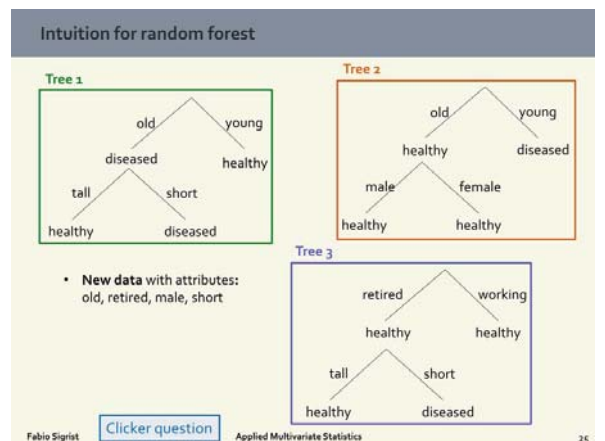 Intuition for random forest
Tree 1
old young
diseased healthy
tall short
healthy diseased
Tree 2
old young
healthy diseased
male female
healthy healthy
• New data with attributes:
old, retired, male, short
Tree 3
retired working
healthy healthy
tall short
healthy diseased
Clicker question
Fabio Sigrist Applied Multivariate Statistics 25